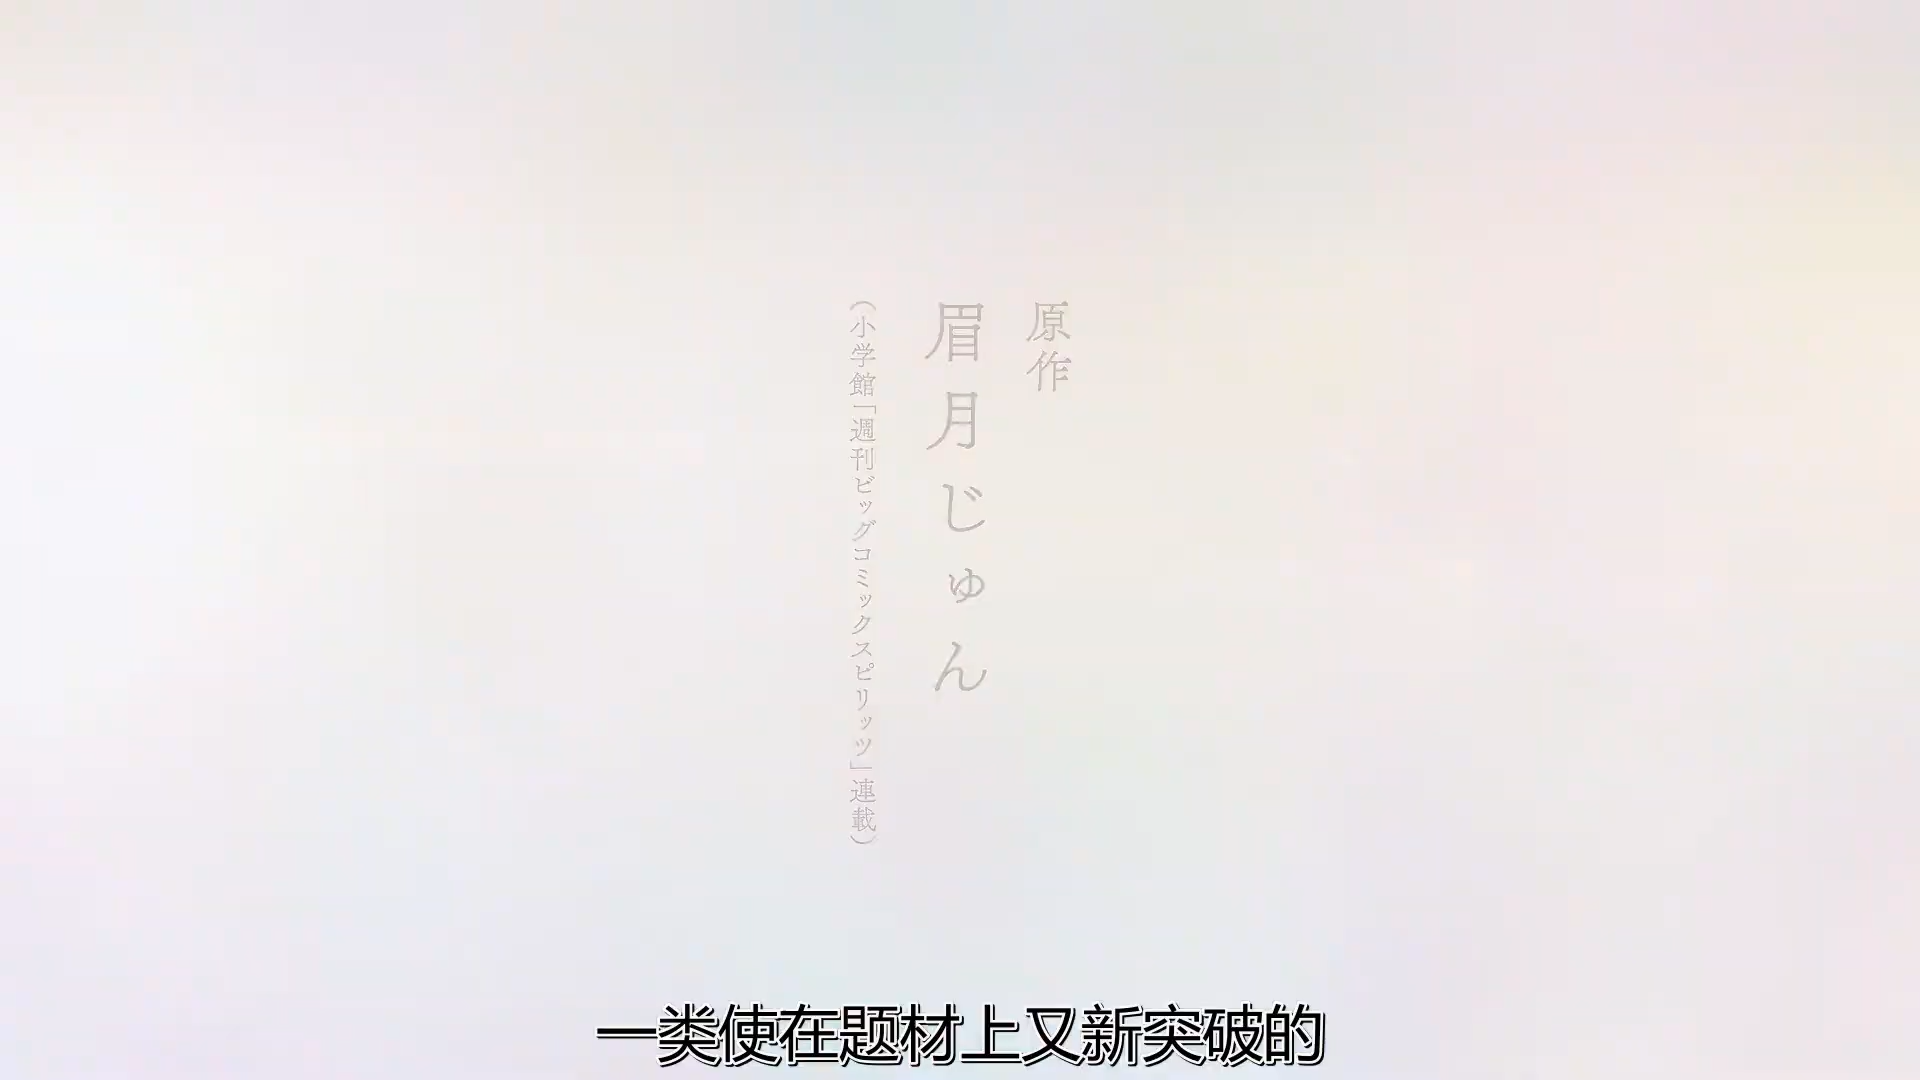 原作
眉月じゅん
（小学館「週刊ビッグコミックスピリッツ」連載）
一类使在题材上又新突破的